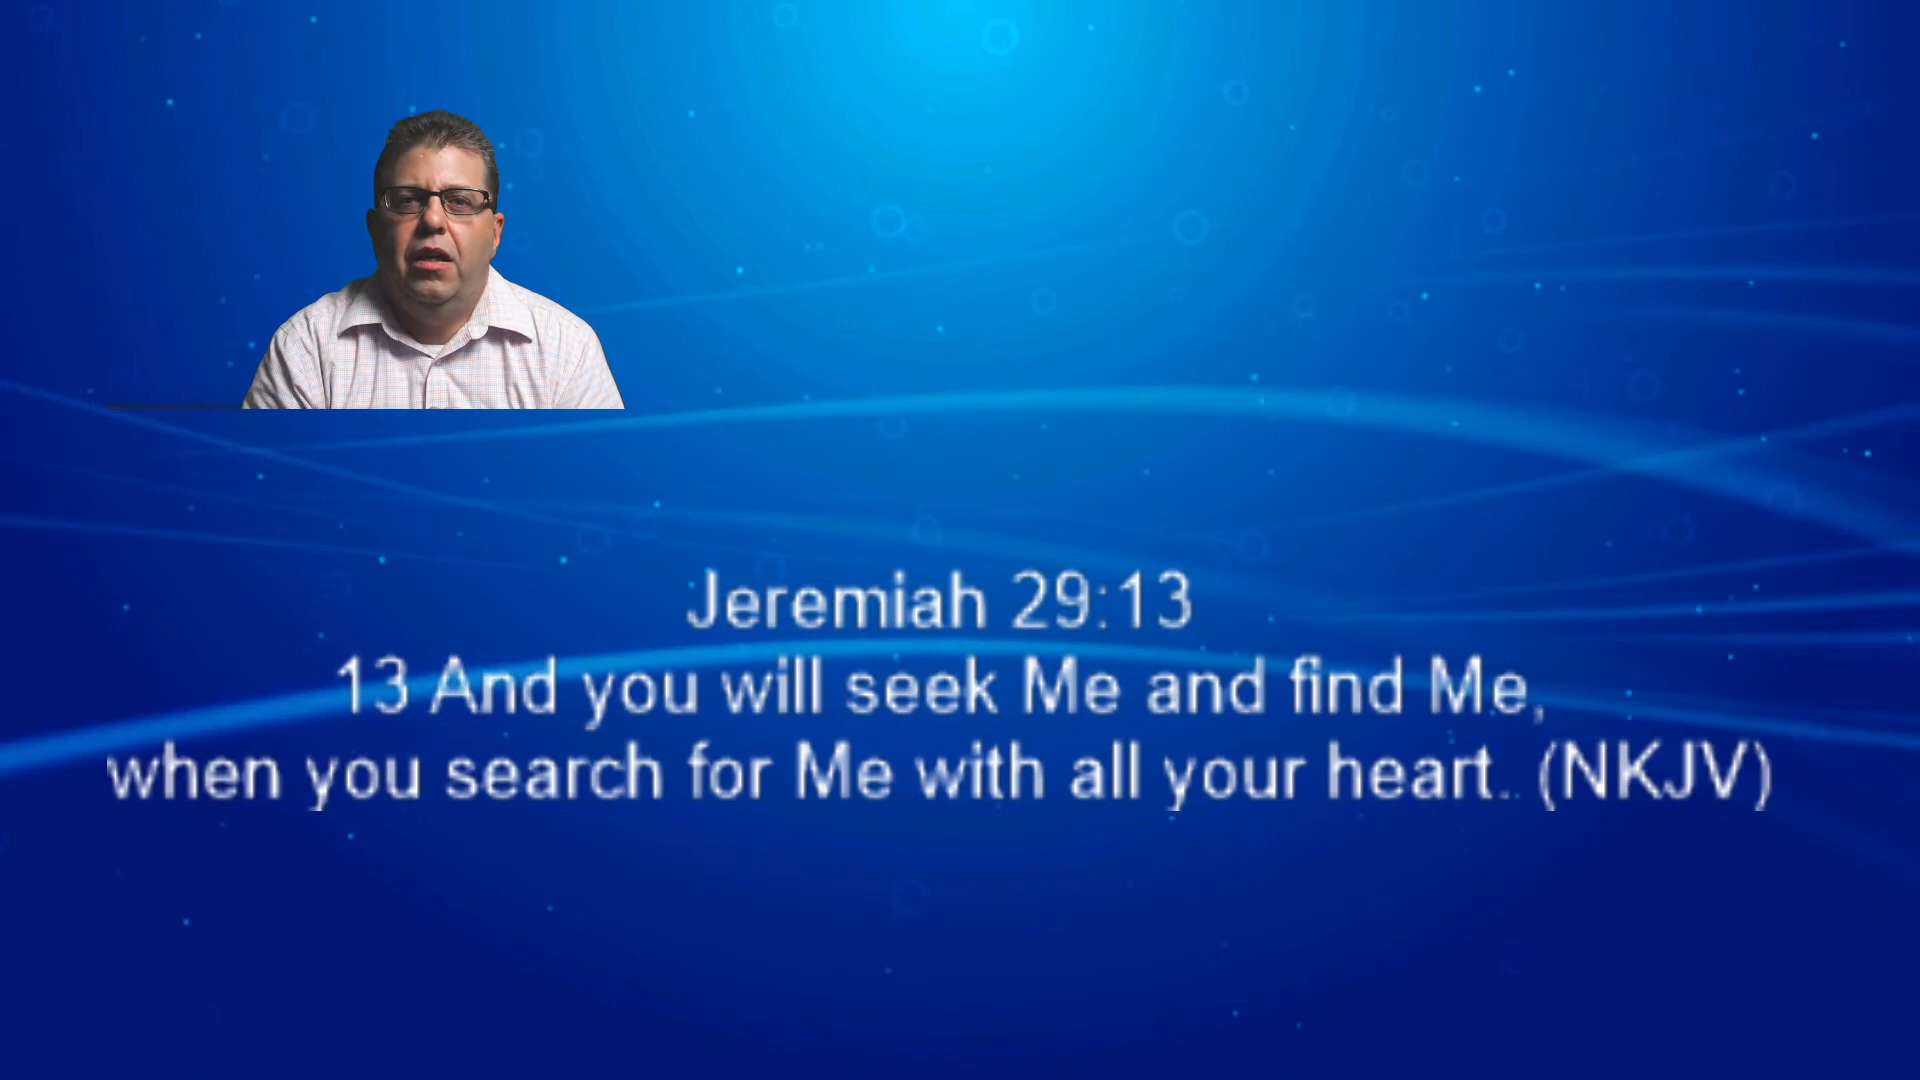 Jeremiah 29:13
13 And you will seek Me and find Me,
when you search for Me with all your heart. (NKJV)